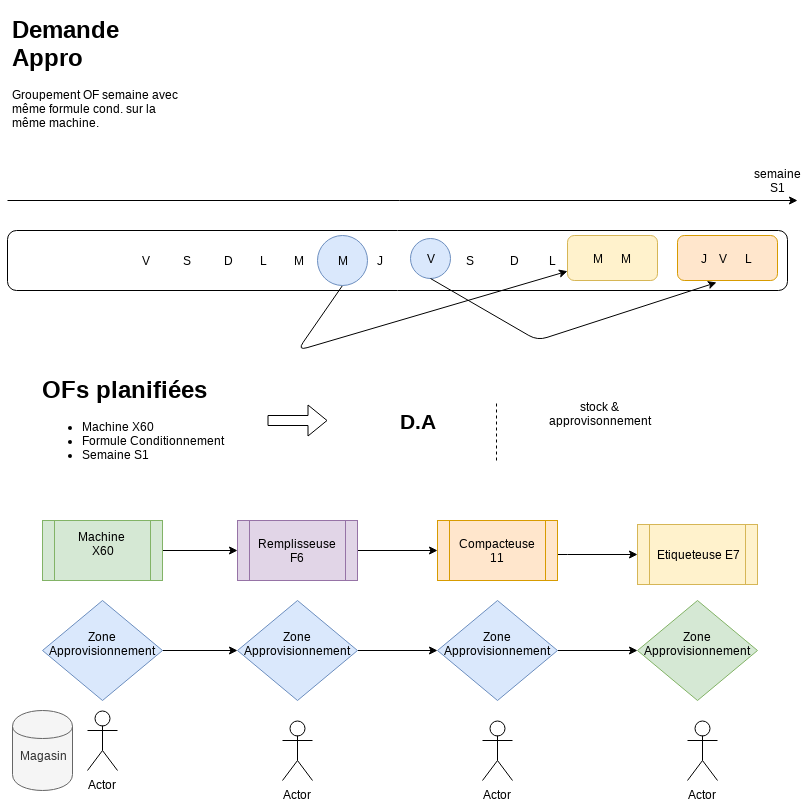 Demande
Appro
Groupement OF semaine avec
même formule cond. sur la
même machine.
semaine
S1
V S D L M M J V S D L M M J V L
OFs planifiées
Machine X60
Formule Conditionnement
Semaine S1
D.A
stock &
approvisonnement
Machine
X60
Remplisseuse
F6
Compacteuse
11
Etiqueteuse E7
Zone
Approvisionnement
Zone
Approvisionnement
Zone
Approvisionnement
Zone
Approvisionnement
Magasin
Actor
Actor
Actor
Actor